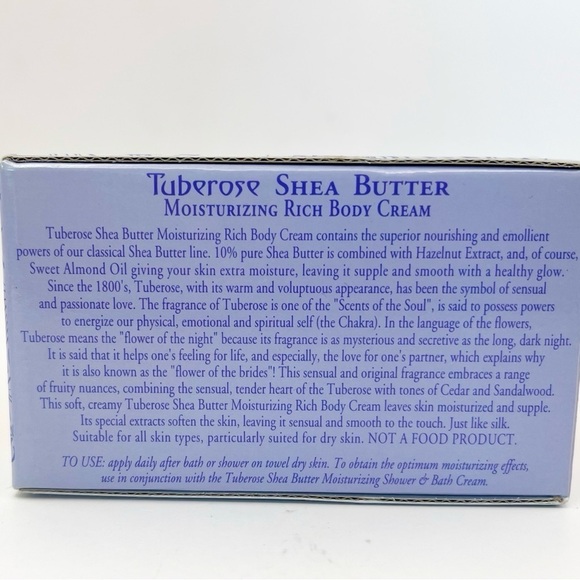 Tuberose SHEA BUTTER
MOISTURIZING RICH BODY CREAM
Tuberose Shea Butter Moisturizing Rich Body Cream contains the superior nourishing and emollient
powers of our classical Shea Butter line. 10% pure Shea Butter is combined with Hazelnut Extract, and, of course,
Sweet Almond Oil giving your skin extra moisture, leaving it supple and smooth with a healthy glow.
Since the 1800's, Tuberose, with its warm and voluptuous appearance, has been the symbol of sensual
and passionate love. The fragrance of Tuberose is one of the "Scents of the Soul", is said to possess powers
to energize our physical, emotional and spiritual self (the Chakra). In the language of the flowers,
Tuberose means the "flower of the night" because its fragrance is as mysterious and secretive as the long, dark night.
It is said that it helps one's feeling for life, and especially, the love for one's partner, which explains why
it is also known as the "flower of the brides"! This sensual and original fragrance embraces a range
of fruity nuances, combining the sensual, tender heart of the Tuberose with tones of Cedar and Sandalwood.
This soft, creamy Tuberose Shea Butter Moisturizing Rich Body Cream leaves skin moisturized and supple.
Its special extracts soften the skin, leaving it sensual and smooth to the touch. Just like silk.
Suitable for all skin types, particularly suited for dry skin. NOT A FOOD PRODUCT.
TO USE: apply daily after bath or shower on towel dry skin. To obtain the optimum moisturizing effects,
use in conjunction with the Tuberose Shea Butter Moisturizing Shower & Bath Cream.